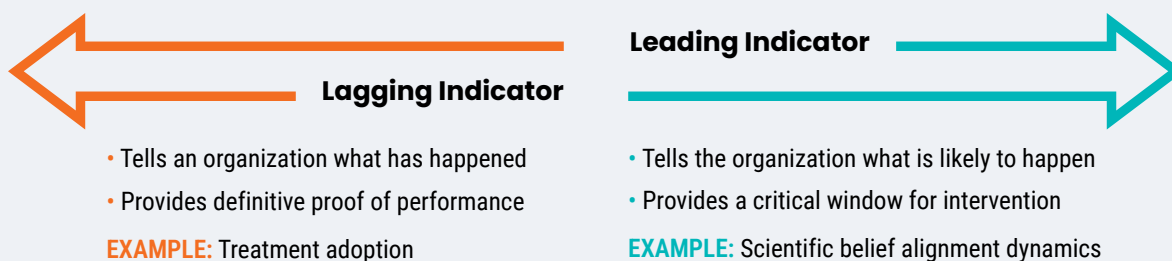 Lagging Indicator
• Tells an organization what has happened
• Provides definitive proof of performance
EXAMPLE: Treatment adoption
Leading Indicator
• Tells the organization what is likely to happen
• Provides a critical window for intervention
EXAMPLE: Scientific belief alignment dynamics